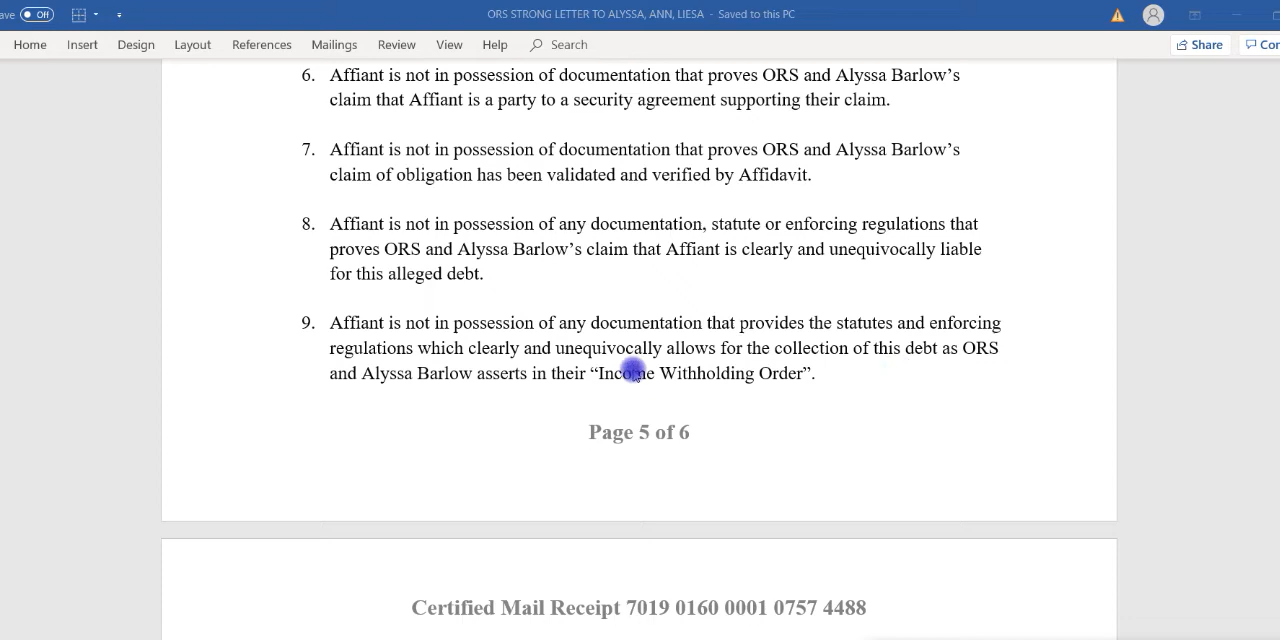 ave Off ORS STRONG LETTER TO ALYSSA, ANN, LIESA - Saved to this PC
Home Insert Design Layout References Mailings Review View Help Search Share Con
6. Affiant is not in possession of documentation that proves ORS and Alyssa Barlow’s
claim that Affiant is a party to a security agreement supporting their claim.
7. Affiant is not in possession of documentation that proves ORS and Alyssa Barlow’s
claim of obligation has been validated and verified by Affidavit.
8. Affiant is not in possession of any documentation, statute or enforcing regulations that
proves ORS and Alyssa Barlow’s claim that Affiant is clearly and unequivocally liable
for this alleged debt.
9. Affiant is not in possession of any documentation that provides the statutes and enforcing
regulations which clearly and unequivocally allows for the collection of this debt as ORS
and Alyssa Barlow asserts in their “Income Withholding Order”.
Page 5 of 6
Certified Mail Receipt 7019 0160 0001 0757 4488